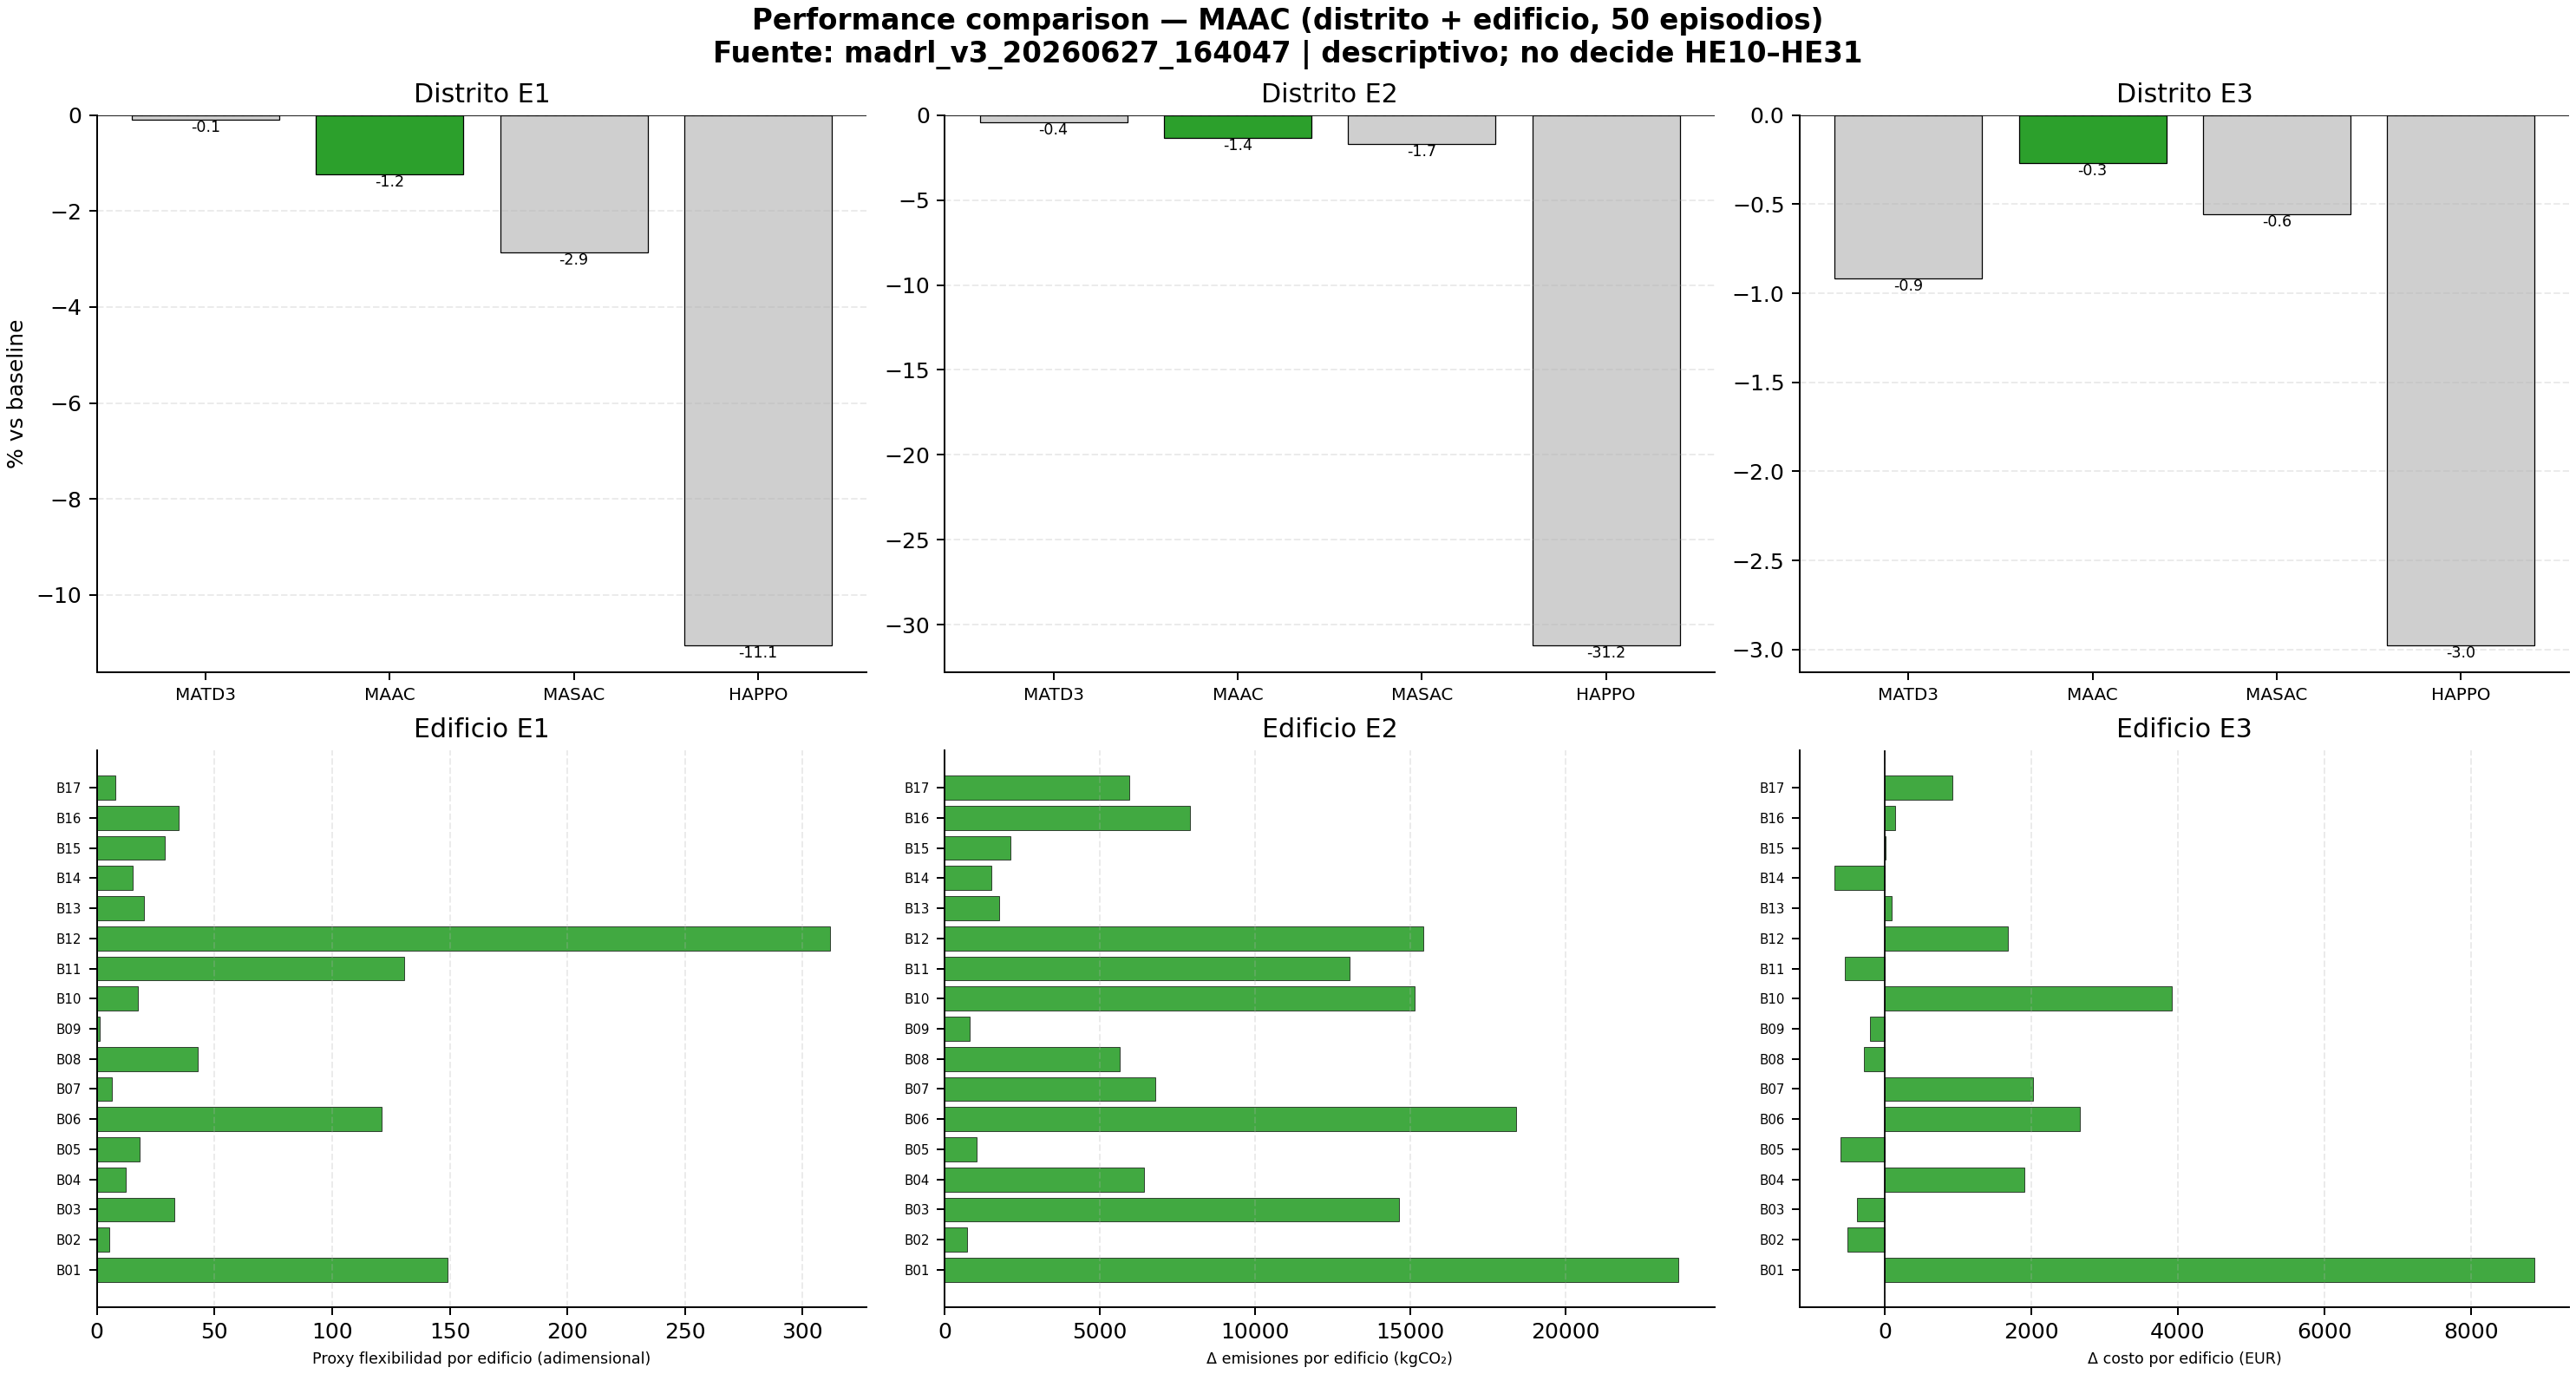 Performance comparison — MAAC (distrito + edificio, 50 episodios)
Fuente: madrl_v3_20260627_164047 | descriptivo; no decide HE10–HE31
Distrito E1
% vs baseline
0
−2
−4
−6
−8
−10
-0.1
-1.2
-2.9
-11.1
MATD3
MAAC
MASAC
HAPPO
Distrito E2
0
−5
−10
−15
−20
−25
−30
-0.4
-1.4
-1.7
-31.2
MATD3
MAAC
MASAC
HAPPO
Distrito E3
0.0
−0.5
−1.0
−1.5
−2.0
−2.5
−3.0
-0.9
-0.3
-0.6
-3.0
MATD3
MAAC
MASAC
HAPPO
Edificio E1
B17
B16
B15
B14
B13
B12
B11
B10
B09
B08
B07
B06
B05
B04
B03
B02
B01
0
50
100
150
200
250
300
Proxy flexibilidad por edificio (adimensional)
Edificio E2
B17
B16
B15
B14
B13
B12
B11
B10
B09
B08
B07
B06
B05
B04
B03
B02
B01
0
5000
10000
15000
20000
Δ emisiones por edificio (kgCO₂)
Edificio E3
B17
B16
B15
B14
B13
B12
B11
B10
B09
B08
B07
B06
B05
B04
B03
B02
B01
0
2000
4000
6000
8000
Δ costo por edificio (EUR)